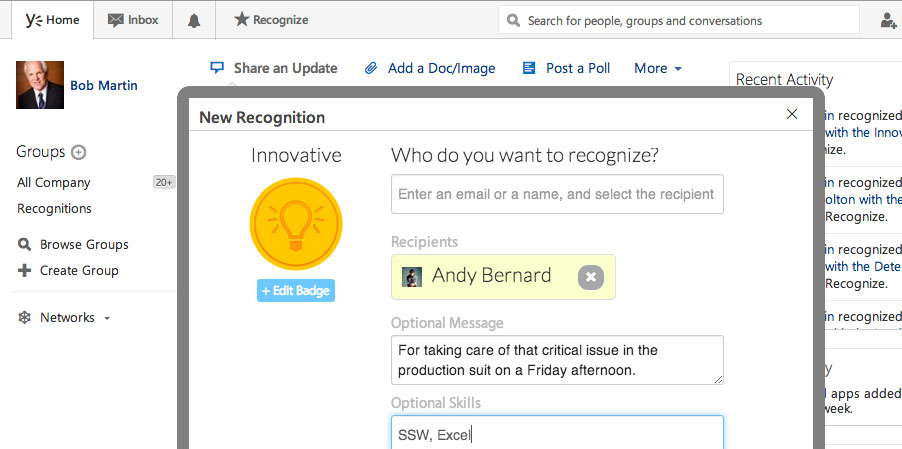 Home
Inbox
Recognize
Search for people, groups and conversations
Bob Martin
Share an Update
Add a Doc/Image
Post a Poll
More
Recent Activity
Groups
All Company
20+
Recognitions
Browse Groups
Create Group
Networks
New Recognition
Innovative
+ Edit Badge
Who do you want to recognize?
Enter an email or a name, and select the recipient
Recipients
Andy Bernard
Optional Message
For taking care of that critical issue in the
production suit on a Friday afternoon.
Optional Skills
SSW, Excel
in recognized
with the Innov
ize.
in recognized
olton with the
Recognize.
in recognized
with the Dete
Recognize.
in recognized
y
apps added
week.